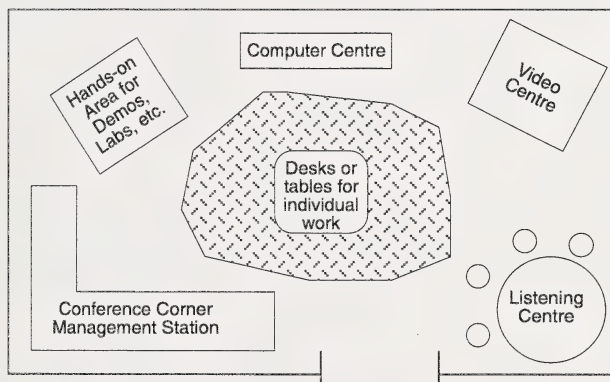 Computer Centre
Hands-on
Area for
Demos,
Labs, etc.
Video
Centre
Desks or
tables for
individual
work
Conference Corner
Management Station
Listening
Centre